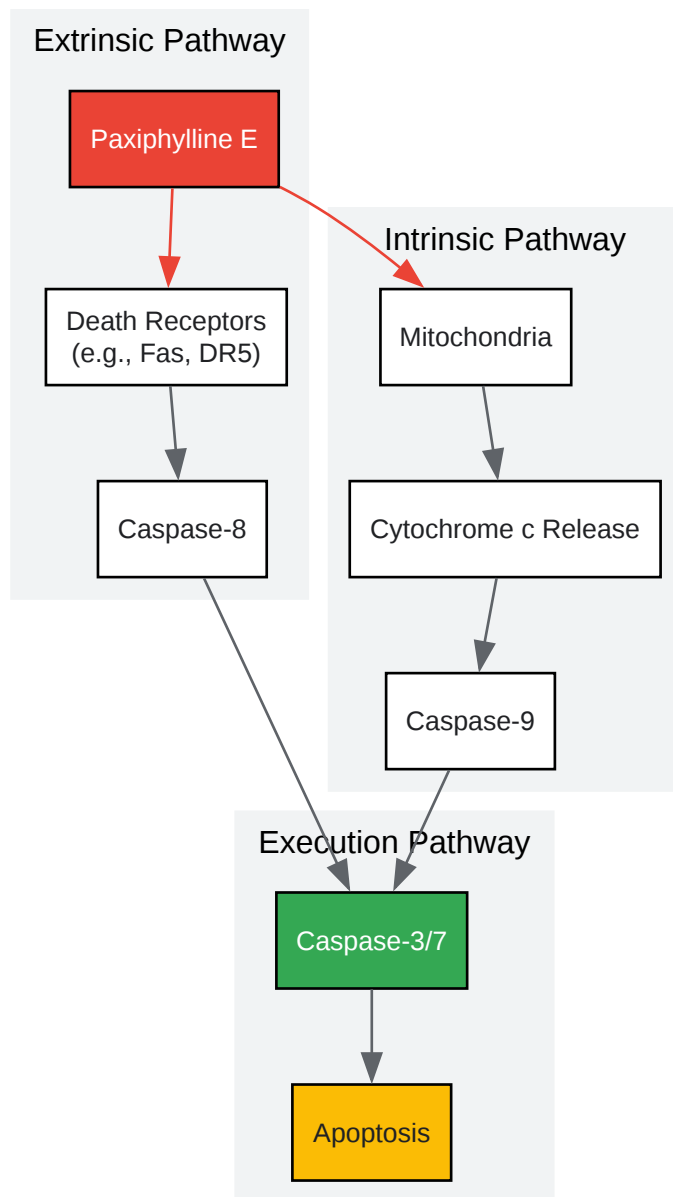 Extrinsic Pathway
Paxiphylline E
Intrinsic Pathway
Death Receptors
(e.g., Fas, DR5)
Mitochondria
Caspase-8
Cytochrome c Release
Caspase-9
Execution Pathway
Caspase-3/7
Apoptosis